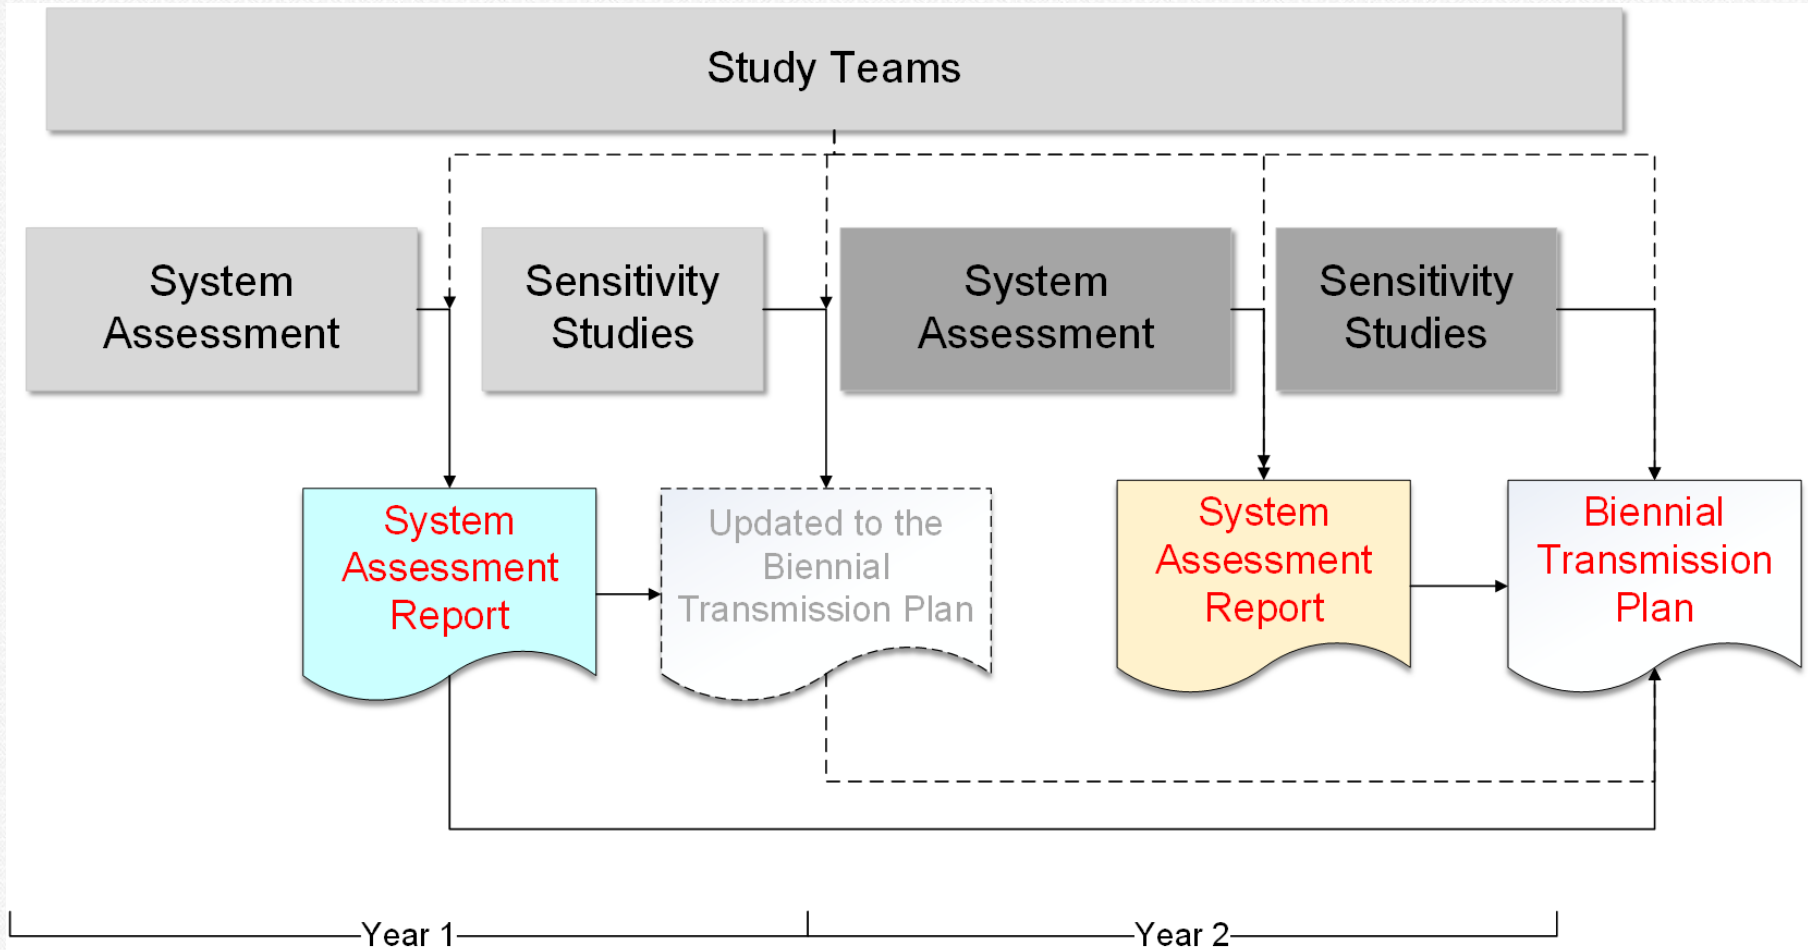 Study Teams
System
Assessment
Sensitivity
Studies
System
Assessment
Sensitivity
Studies
System
Assessment
Report
Updated to the
Biennial
Transmission Plan
System
Assessment
Report
Biennial
Transmission
Plan
Year 1
Year 2